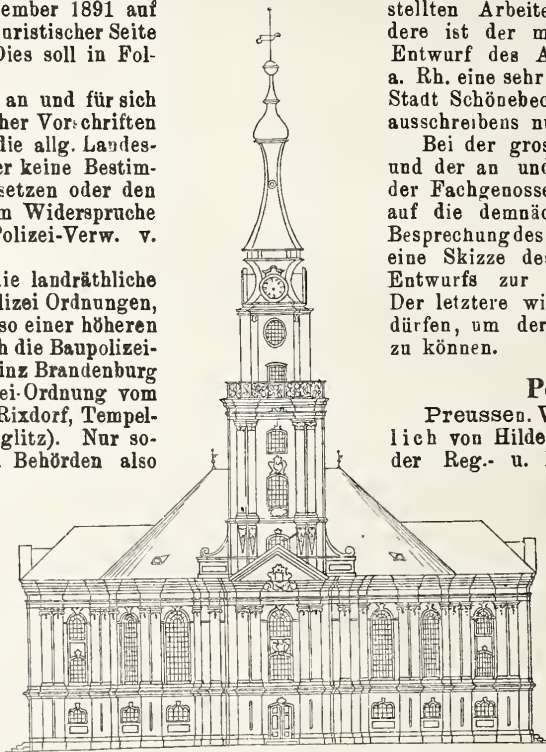 ember 1891 auf
uristischer Seite
Dies soll in Fol-
an und für sich
her Vorschriften
die allg. Landes-
er keine Bestim-
setzen oder den
m Widerspruche
Polizei-Verw. v.
ie landräthliche
lizei Ordnungen,
so einer höheren
h die Baupolizei-
inz Brandenburg
ei-Ordnung vom
Rixdorf, Tempel-
glitz). Nur so-
Behörden also
stellten Arbeite
dere ist der m
Entwurf des A
a. Rh. eine sehr
Stadt Schönebec
ausschreibens nu
Bei der gros
und der an und
der Fachgenosse
auf die demnäc
Besprechung des
eine Skizze des
Entwurfs zur
Der letztere wi
dürfen, um der
zu können.
Pe
Preussen. V
lich von Hilde
der Reg.- u.